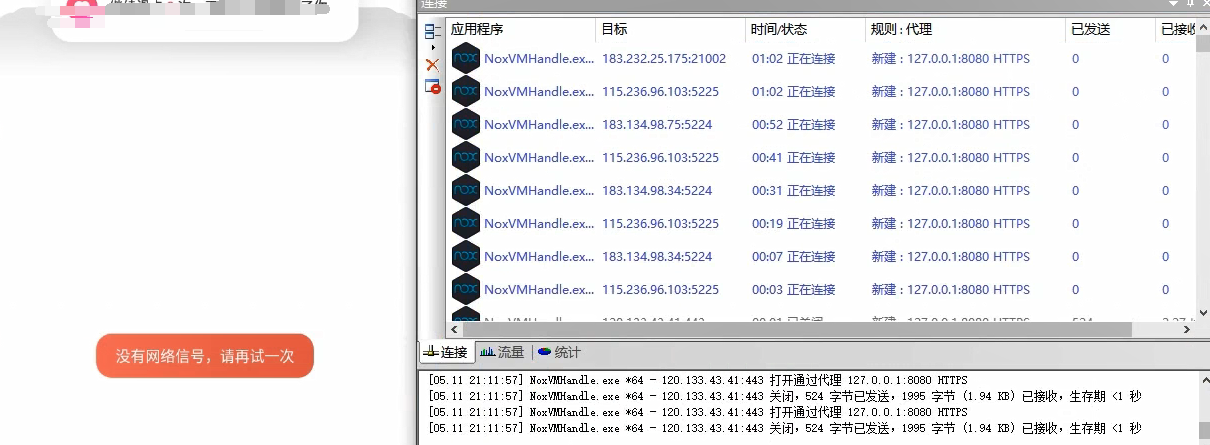 没有网络信号，请再试一次
连接
应用程序 目标 时间/状态 规则 : 代理 已发送 已接收
NoxVMHandle.ex... 183.232.25.175:21002 01:02 正在连接 新建 : 127.0.0.1:8080 HTTPS 0 0
NoxVMHandle.ex... 115.236.96.103:5225 01:02 正在连接 新建 : 127.0.0.1:8080 HTTPS 0 0
NoxVMHandle.ex... 183.134.98.75:5224 00:52 正在连接 新建 : 127.0.0.1:8080 HTTPS 0 0
NoxVMHandle.ex... 115.236.96.103:5225 00:41 正在连接 新建 : 127.0.0.1:8080 HTTPS 0 0
NoxVMHandle.ex... 183.134.98.34:5224 00:31 正在连接 新建 : 127.0.0.1:8080 HTTPS 0 0
NoxVMHandle.ex... 115.236.96.103:5225 00:19 正在连接 新建 : 127.0.0.1:8080 HTTPS 0 0
NoxVMHandle.ex... 183.134.98.34:5224 00:07 正在连接 新建 : 127.0.0.1:8080 HTTPS 0 0
NoxVMHandle.ex... 115.236.96.103:5225 00:03 正在连接 新建 : 127.0.0.1:8080 HTTPS 0 0
连接 流量 统计
[05.11 21:11:57] NoxVMHandle.exe *64 - 120.133.43.41:443 打开通过代理 127.0.0.1:8080 HTTPS
[05.11 21:11:57] NoxVMHandle.exe *64 - 120.133.43.41:443 关闭，524 字节已发送，1995 字节 (1.94 KB) 已接收，生存期 <1 秒
[05.11 21:11:57] NoxVMHandle.exe *64 - 120.133.43.41:443 打开通过代理 127.0.0.1:8080 HTTPS
[05.11 21:11:57] NoxVMHandle.exe *64 - 120.133.43.41:443 关闭，524 字节已发送，1995 字节 (1.94 KB) 已接收，生存期 <1 秒